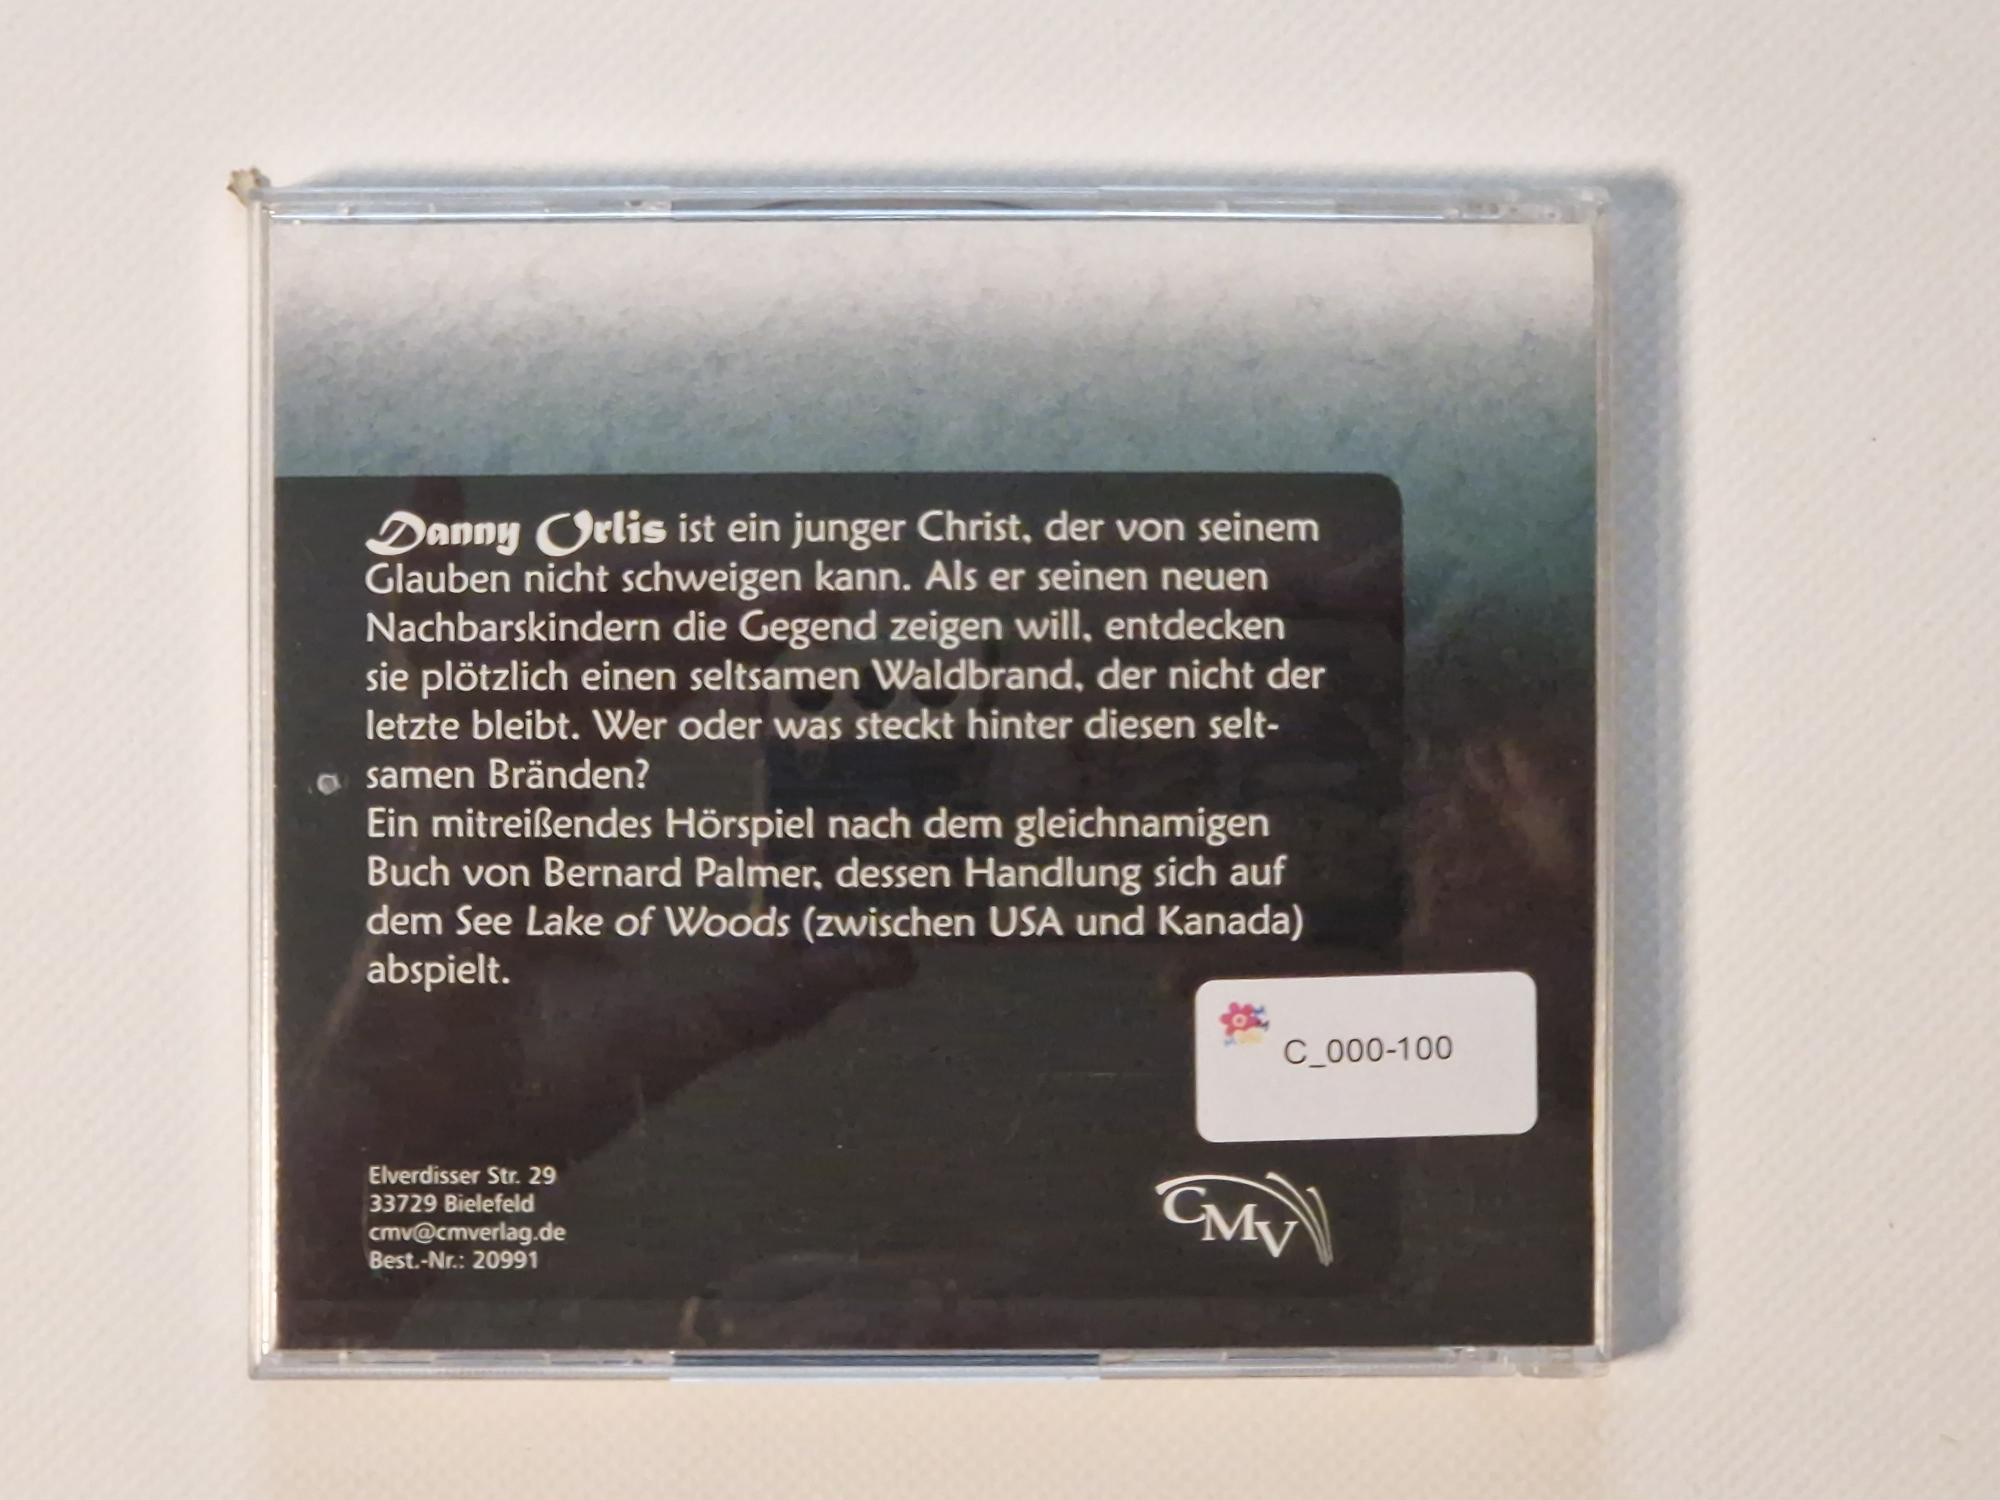 Danny Orlis ist ein junger Christ, der von seinem
Glauben nicht schweigen kann. Als er seinen neuen
Nachbarskindern die Gegend zeigen will, entdecken
sie plötzlich einen seltsamen Waldbrand, der nicht der
letzte bleibt. Wer oder was steckt hinter diesen selt-
samen Bränden?
Ein mitreißendes Hörspiel nach dem gleichnamigen
Buch von Bernard Palmer, dessen Handlung sich auf
dem See Lake of Woods (zwischen USA und Kanada)
abspielt.
C_000-100
Elverdisser Str. 29
33729 Bielefeld
cmv@cmverlag.de
Best.-Nr.: 20991
CMV